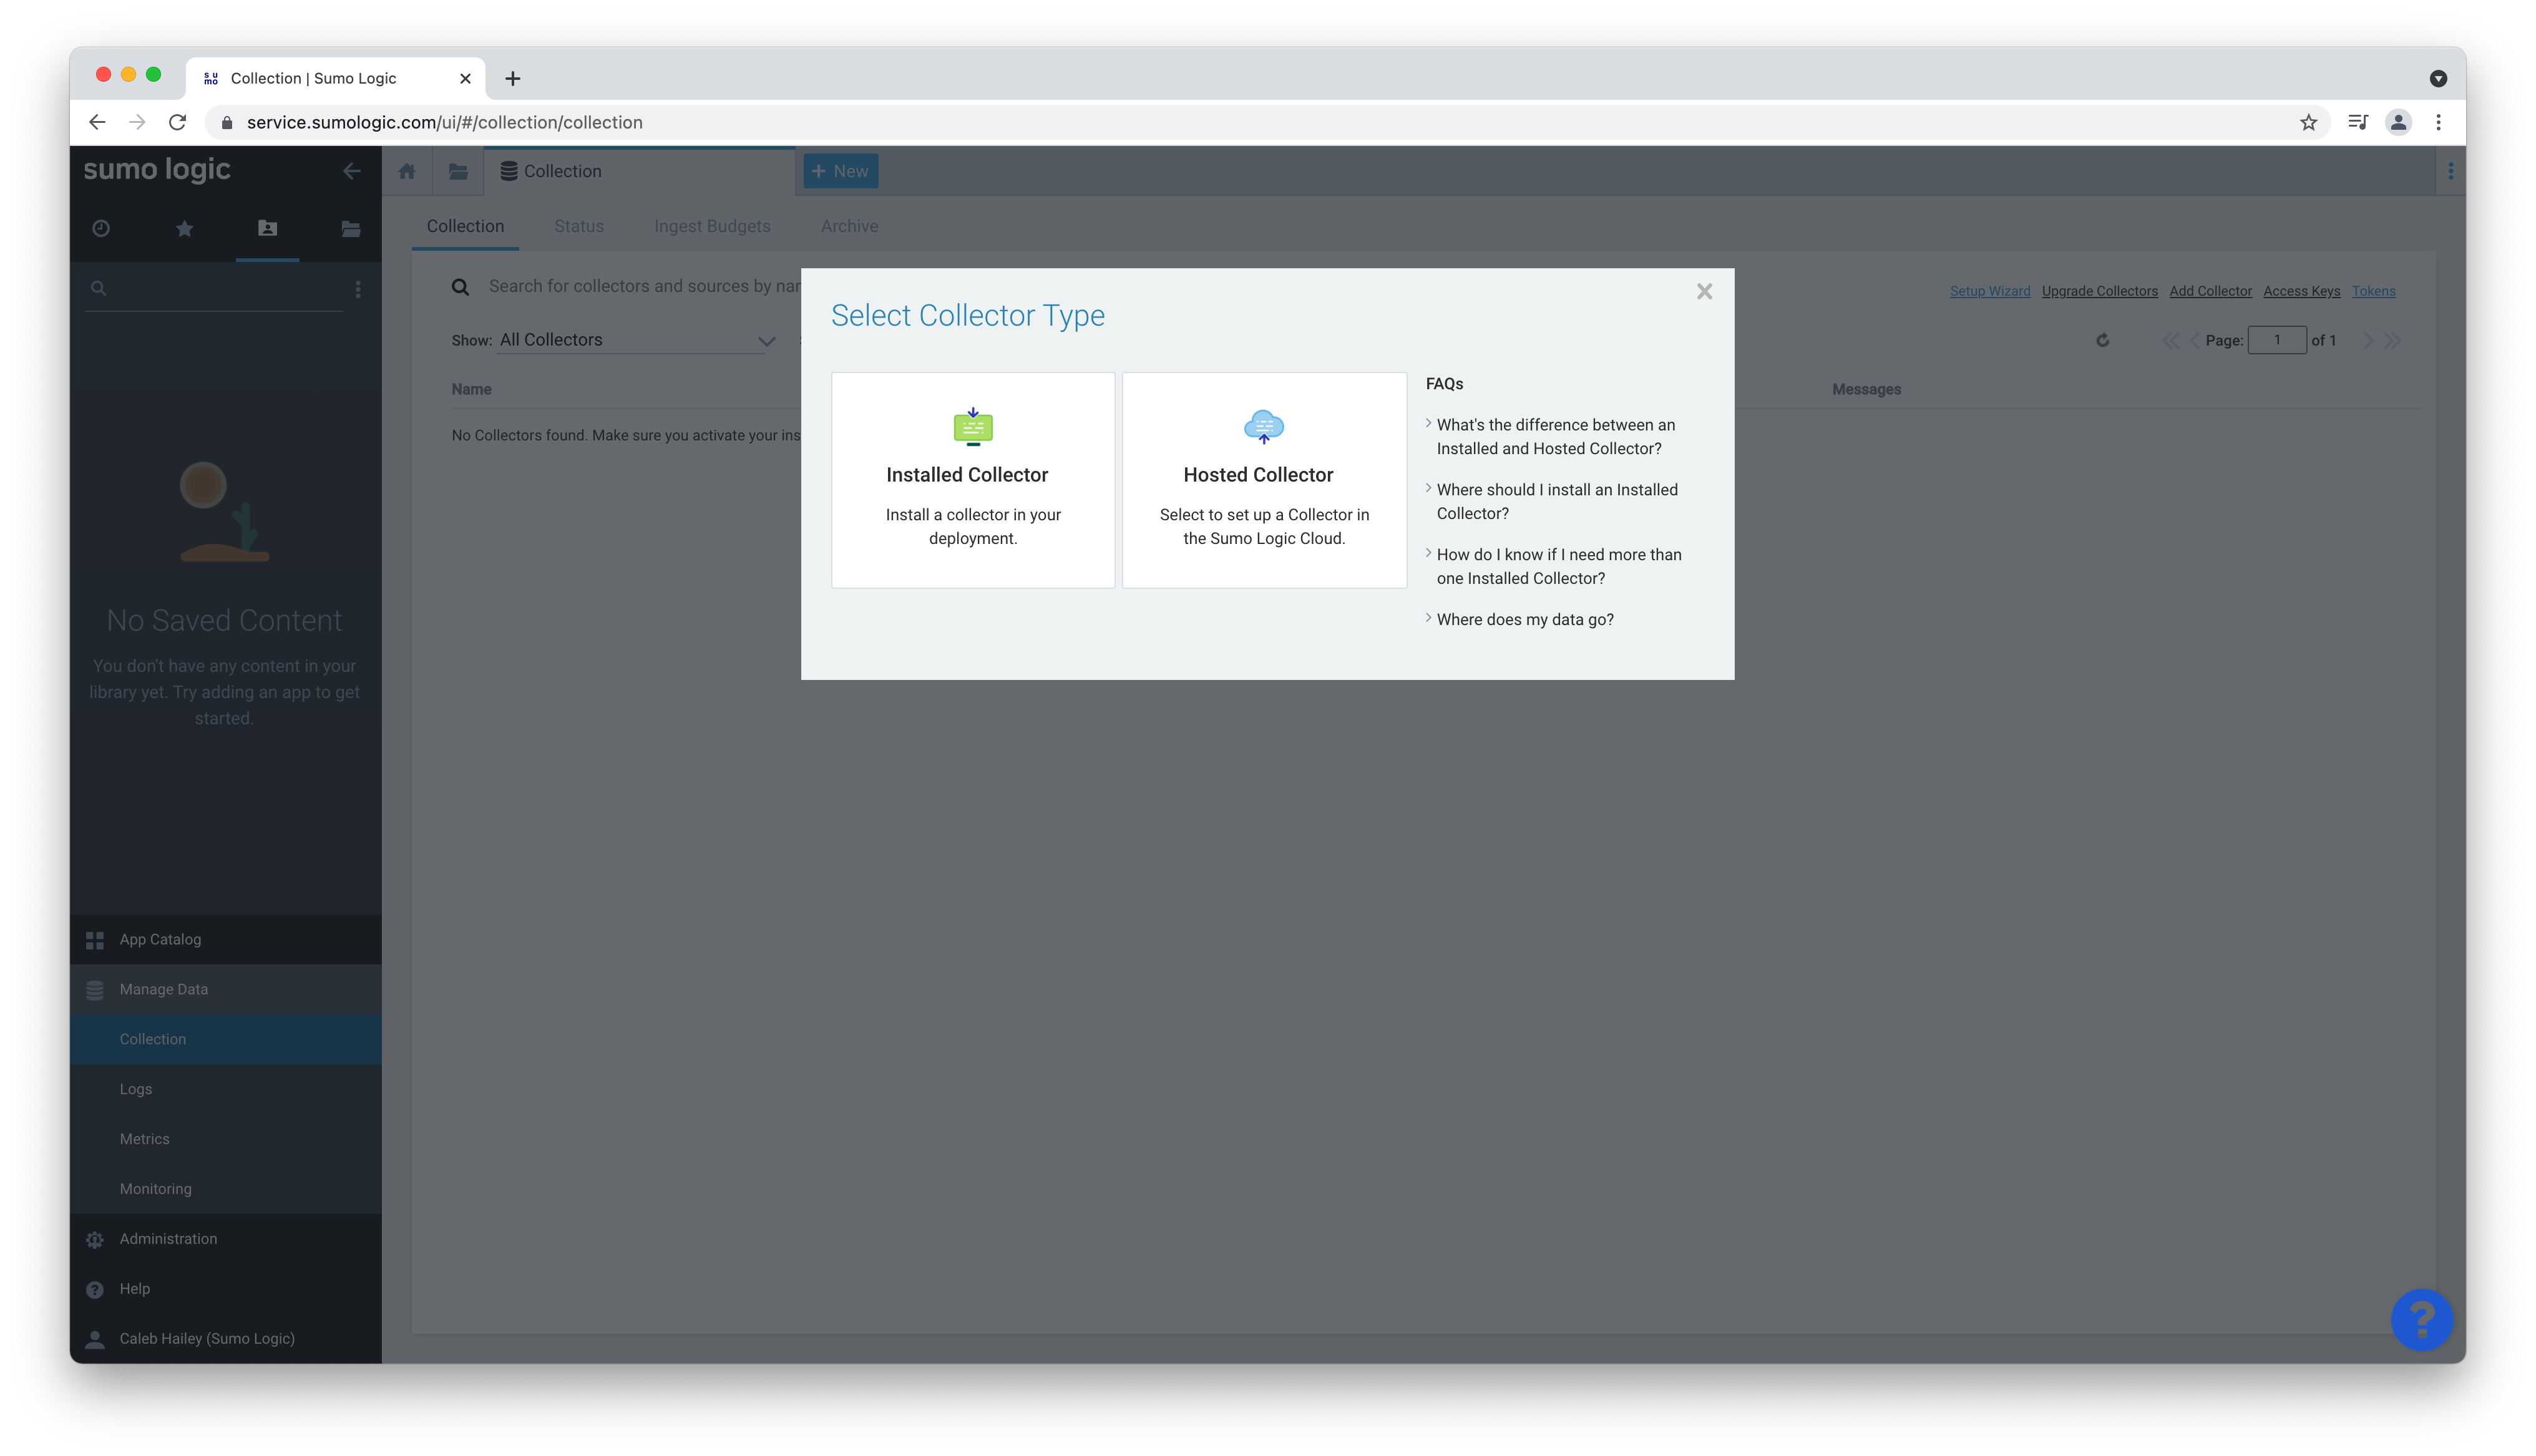 su
mo
Collection | Sumo Logic
service.sumologic.com/ui/#/collection/collection
sumo logic
Collection
+ New
Collection
Status
Ingest Budgets
Archive
Search for collectors and sources by nar
Setup Wizard
Upgrade Collectors
Add Collector
Access Keys
Tokens
Show: All Collectors
Page: 1 of 1
Name
Messages
No Collectors found. Make sure you activate your ins
Select Collector Type
Installed Collector
Install a collector in your
deployment.
Hosted Collector
Select to set up a Collector in
the Sumo Logic Cloud.
FAQs
What's the difference between an
Installed and Hosted Collector?
Where should I install an Installed
Collector?
How do I know if I need more than
one Installed Collector?
Where does my data go?
No Saved Content
You don't have any content in your
library yet. Try adding an app to get
started.
App Catalog
Manage Data
Collection
Logs
Metrics
Monitoring
Administration
Help
Caleb Hailey (Sumo Logic)